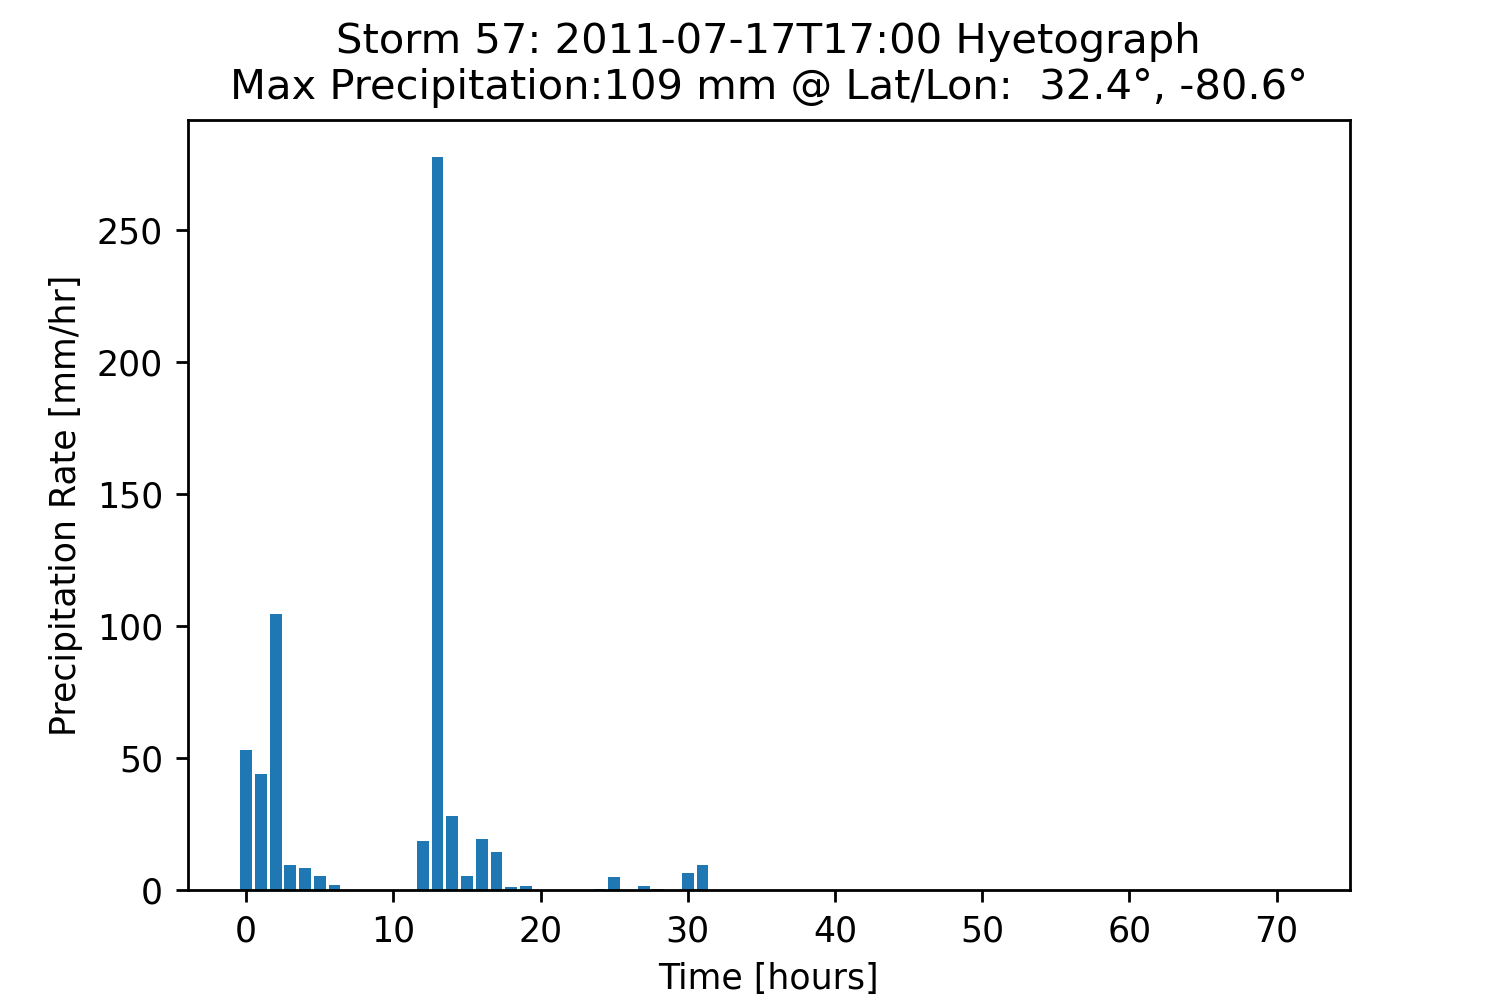 Storm 57: 2011-07-17T17:00 Hyetograph
Max Precipitation:109 mm @ Lat/Lon:  32.4°, -80.6°
Precipitation Rate [mm/hr]
250
200
150
100
50
0
0 10 20 30 40 50 60 70
Time [hours]